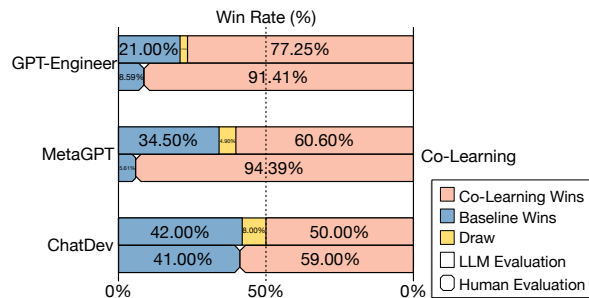 Win Rate (%)
GPT-Engineer
21.00% 77.25%
8.59% 91.41%
MetaGPT
34.50% 4.90% 60.60%
5.61% 94.39%
Co-Learning
ChatDev
42.00% 8.00% 50.00%
41.00% 59.00%
0% 50% 0%
Co-Learning Wins
Baseline Wins
Draw
LLM Evaluation
Human Evaluation